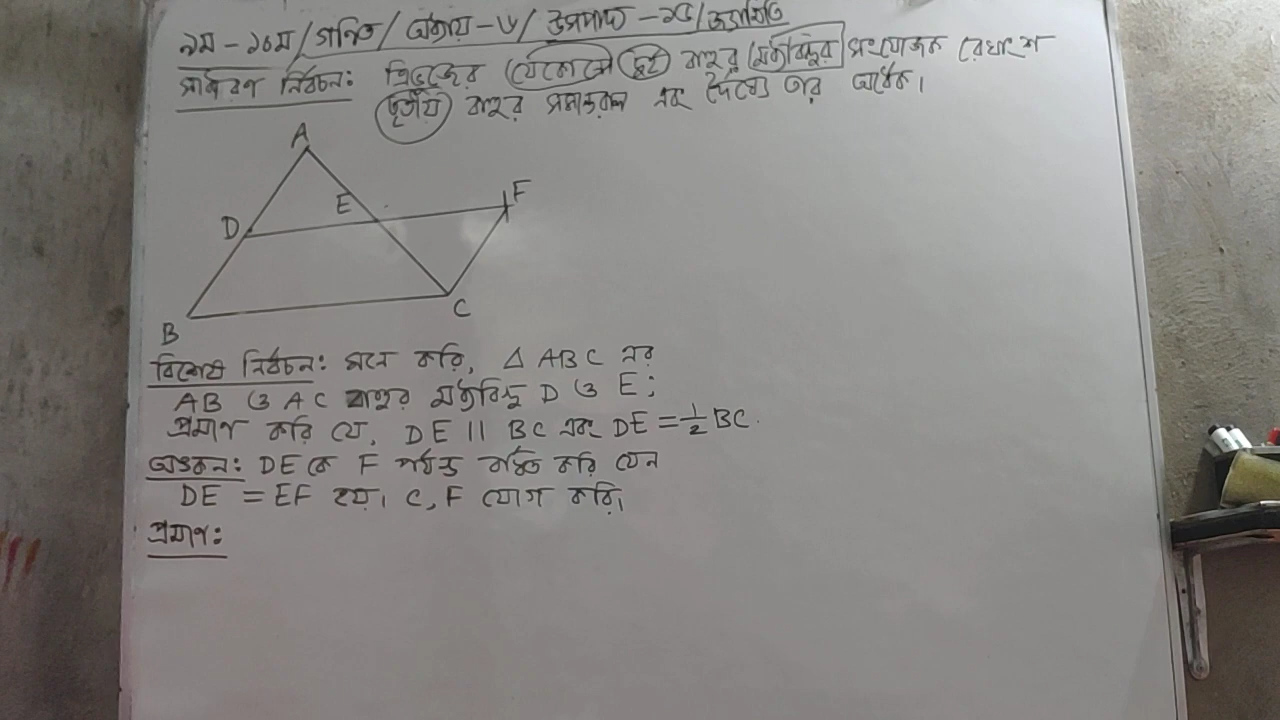 ৯ম - ১০ম / গণিত / অধ্যায় - ৬ / উপপাদ্য - ১৫ / জ্যামিতি
সাধারণ নির্বচন: ত্রিভুজের যেকোনো দুই বাহুর মধ্যবিন্দুর সংযোজক রেখাংশ
তৃতীয় বাহুর সমান্তরাল এবং দৈর্ঘ্যে তার অর্ধেক।
A
F
E
D
C
B
বিশেষ নির্বচন: মনে করি, Δ ABC এর
AB ও AC বাহুর মধ্যবিন্দু D ও E;
প্রমাণ করি যে, DE || BC এবং DE = 1/2 BC.
অঙ্কন: DE কে F পর্যন্ত বর্ধিত করি যেন
DE = EF হয়। C, F যোগ করি।
প্রমাণ: